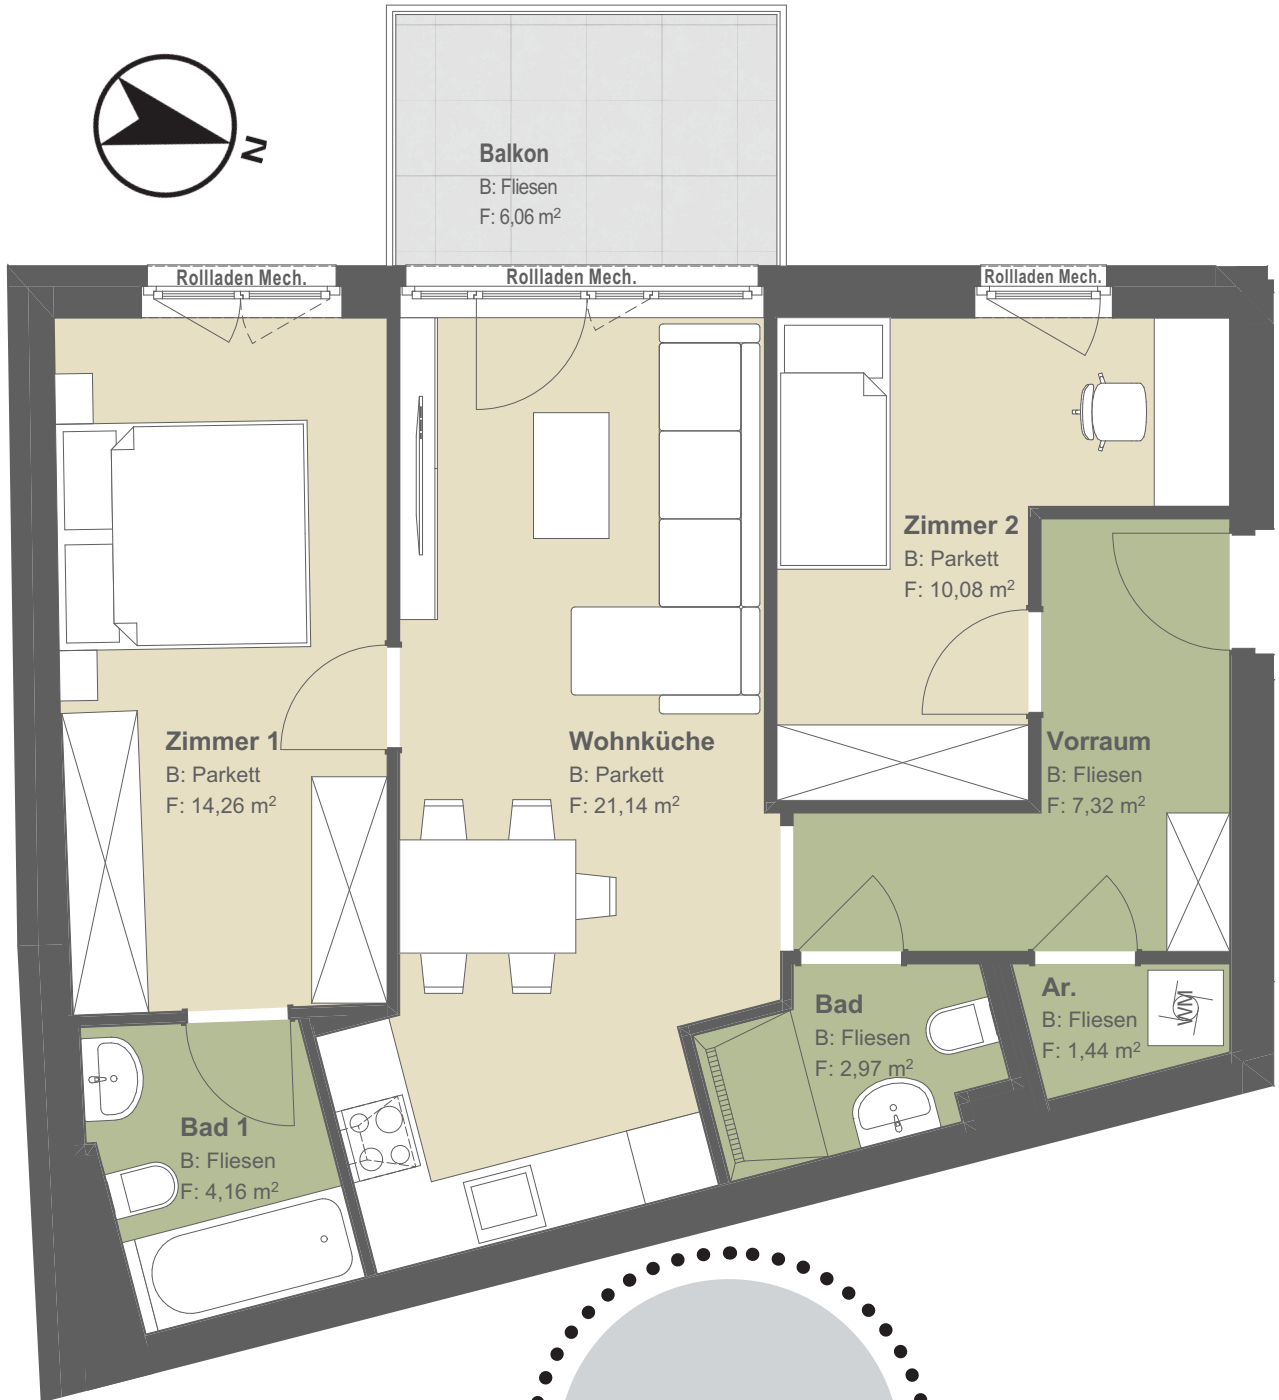 N
Balkon
B: Fliesen
F: 6,06 m²
Rollladen Mech.
Rollladen Mech.
Rollladen Mech.
Zimmer 2
B: Parkett
F: 10,08 m²
Zimmer 1
B: Parkett
F: 14,26 m²
Wohnküche
B: Parkett
F: 21,14 m²
Vorraum
B: Fliesen
F: 7,32 m²
Bad
B: Fliesen
F: 2,97 m²
Ar.
B: Fliesen
F: 1,44 m²
WM
Bad 1
B: Fliesen
F: 4,16 m²